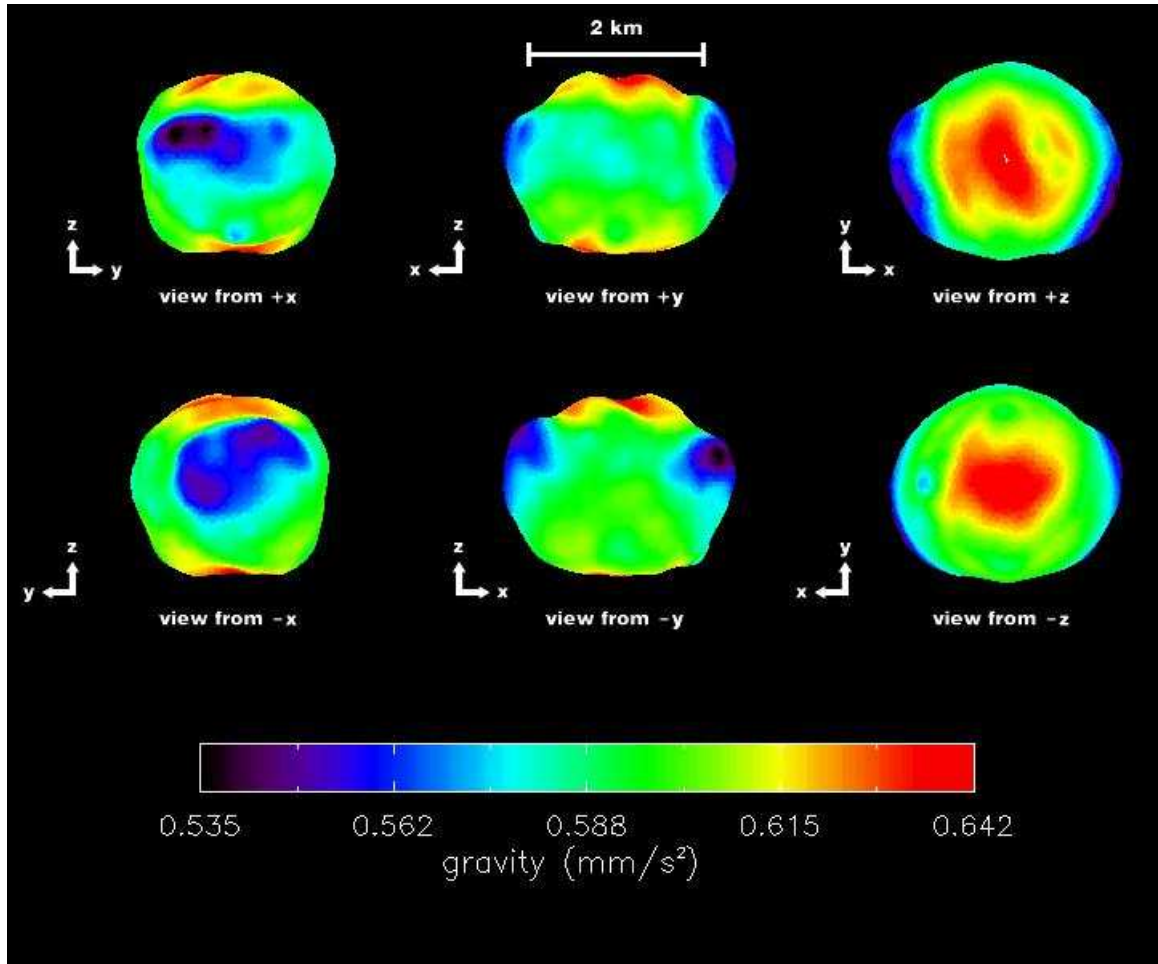 2 km
z
y
view from +x
z
x
view from +y
y
x
view from +z
z
y
view from −x
z
x
view from −y
y
x
view from −z
0.535 0.562 0.588 0.615 0.642
gravity (mm/s²)